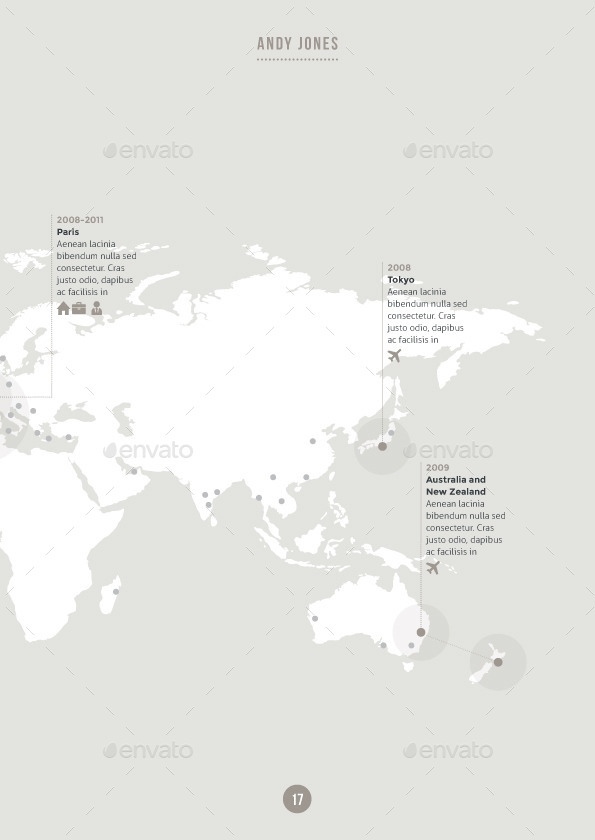 ANDY JONES
envato
envato
2008-2011
Paris
Aenean lacinia
bibendum nulla sed
consectetur. Cras
justo odio, dapibus
ac facilisis in
2008
Tokyo
Aenean lacinia
bibendum nulla sed
consectetur. Cras
justo odio, dapibus
ac facilisis in
envato
envato
2009
Australia and
New Zealand
Aenean lacinia
bibendum nulla sed
consectetur. Cras
justo odio, dapibus
ac facilisis in
envato
envato
17